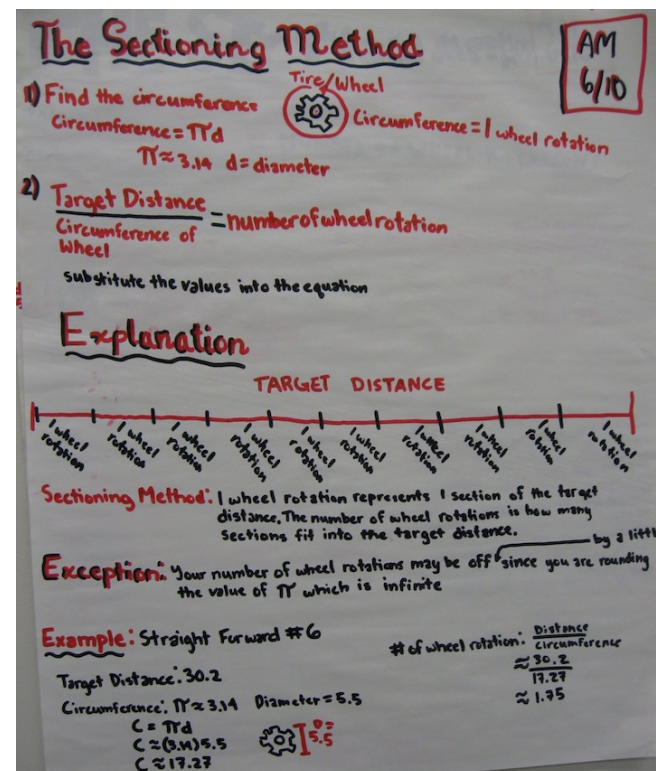 The Sectioning Method
AM
6/10
1) Find the circumference
Circumference = πd
π ≈ 3.14 d = diameter
Tire/Wheel
Circumference = 1 wheel rotation
2) Target Distance
Circumference of
Wheel
= number of wheel rotation
substitute the values into the equation
Explanation
TARGET DISTANCE
1 wheel rotation
1 wheel rotation
1 wheel rotation
1 wheel rotation
1 wheel rotation
1 wheel rotation
1 wheel rotation
1 wheel rotation
1 wheel rotation
1 wheel rotation
Sectioning Method: 1 wheel rotation represents 1 section of the target
distance. The number of wheel rotations is how many
sections fit into the target distance.
by a littl
Exception: Your number of wheel rotations may be off since you are rounding
the value of π which is infinite
Example: Straight Forward #6
Target Distance: 30.2
Circumference: π ≈ 3.14 Diameter = 5.5
C = πd
C ≈ (3.14) 5.5
C ≈ 17.27
D =
5.5
# of wheel rotation: Distance
circumference
≈ 30.2
17.27
≈ 1.75